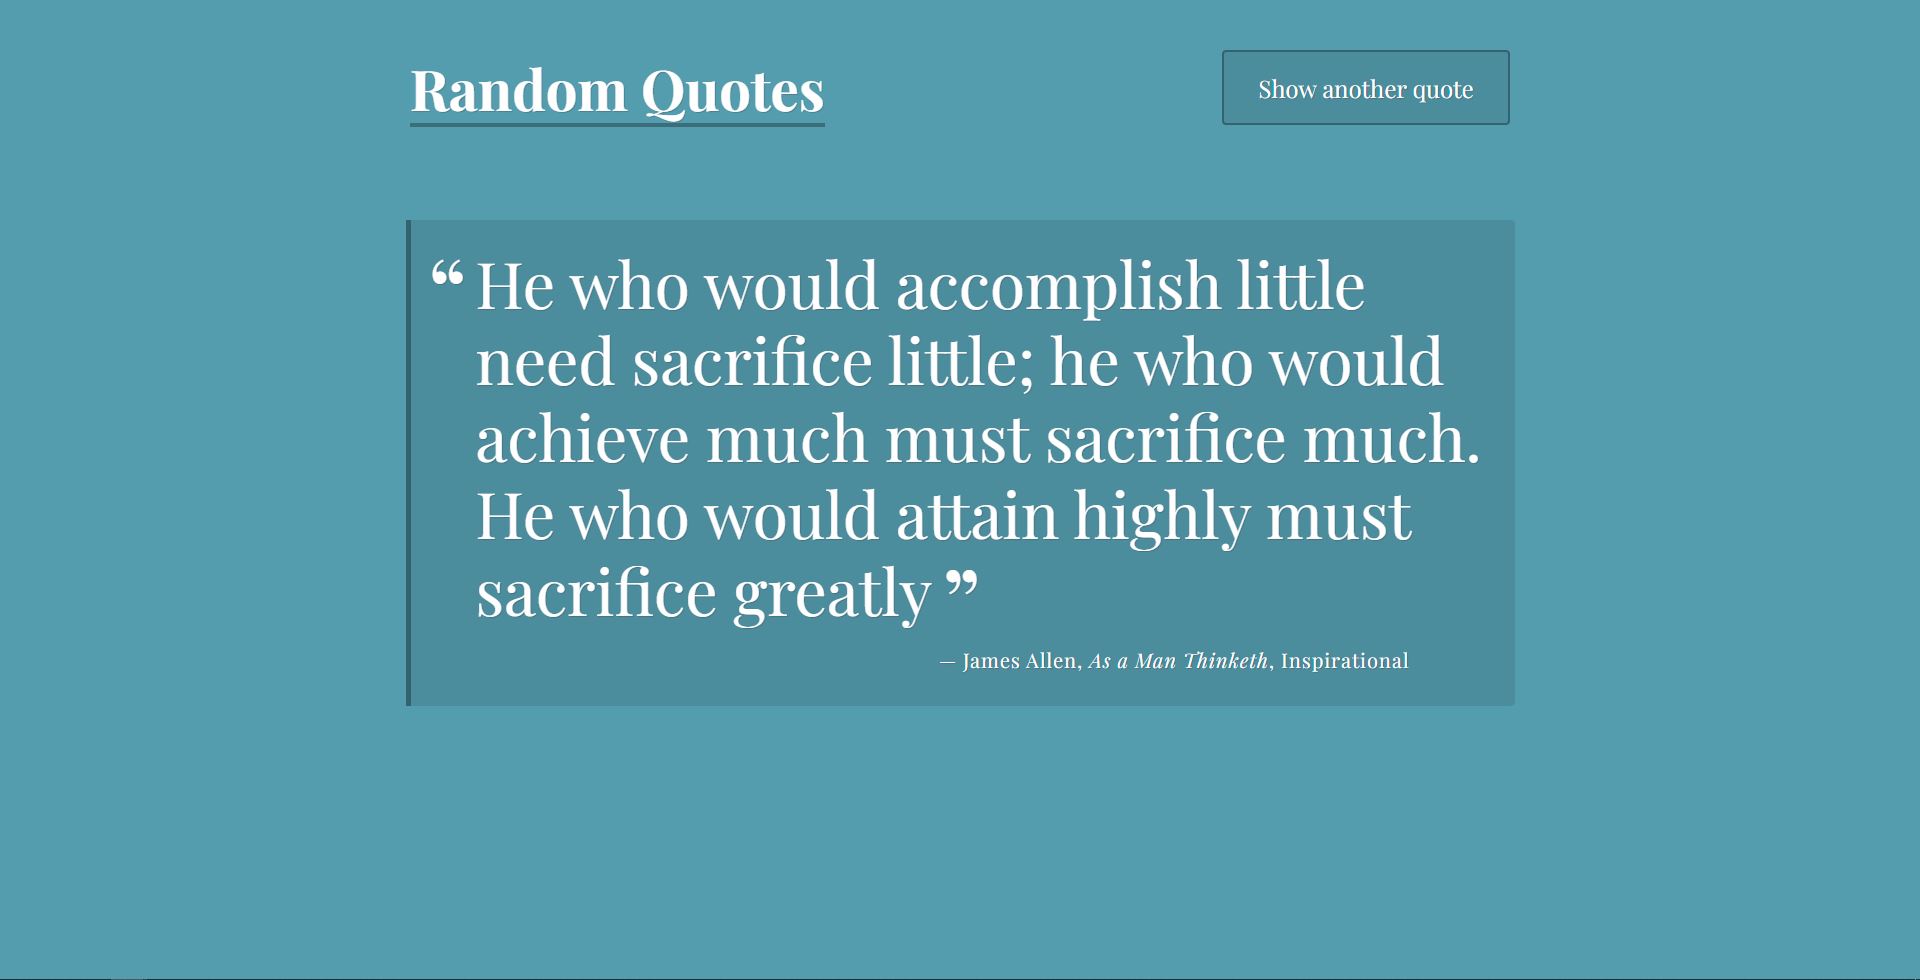 Random Quotes
Show another quote
“ He who would accomplish little
need sacrifice little; he who would
achieve much must sacrifice much.
He who would attain highly must
sacrifice greatly ”
— James Allen, As a Man Thinketh, Inspirational